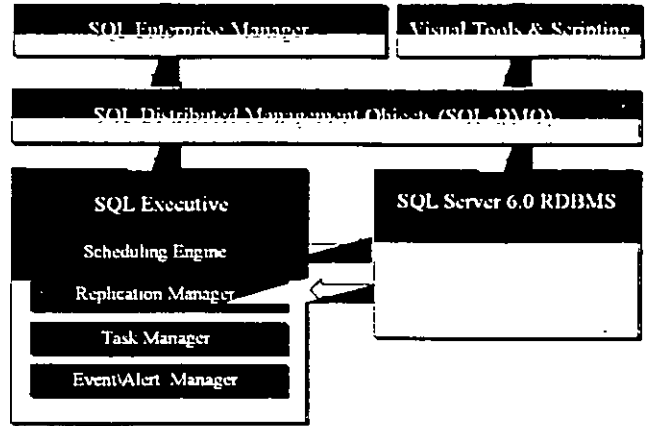 SQL Enterprise Manager
Visual Tools & Scripting
SQL Distributed Management Objects (SQL-DMO)
SQL Executive
SQL Server 6.0 RDBMS
Scheduling Engine
Replication Manager
Task Manager
Event\Alert Manager